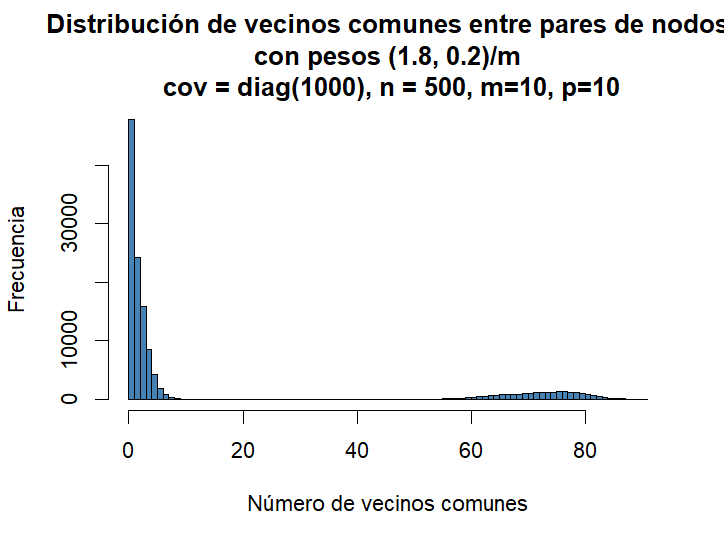 Distribución de vecinos comunes entre pares de nodos
con pesos (1.8, 0.2)/m
cov = diag(1000), n = 500, m=10, p=10
Frecuencia
30000
10000
0
0 20 40 60 80
Número de vecinos comunes